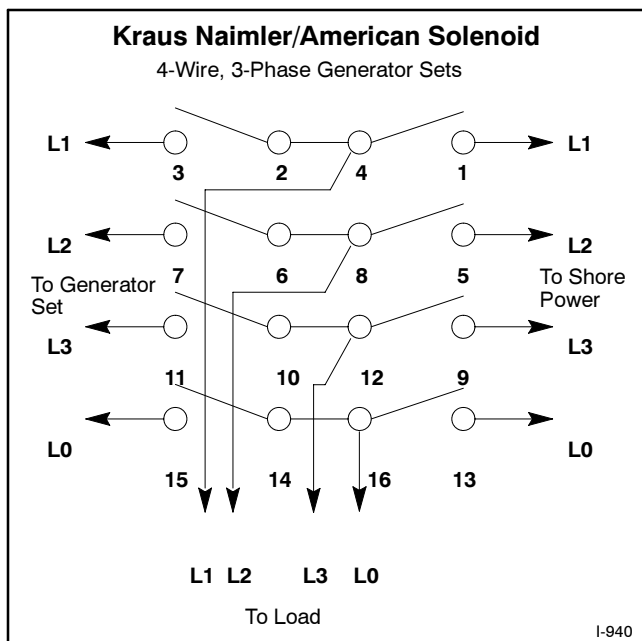 Kraus Naimler/American Solenoid
4-Wire, 3-Phase Generator Sets
L1
L1
3 2 4 1
L2
L2
7 6 8 5
To Generator
Set
To Shore
Power
L3
L3
11 10 12 9
L0
L0
15 14 16 13
L1 L2 L3 L0
To Load
I-940